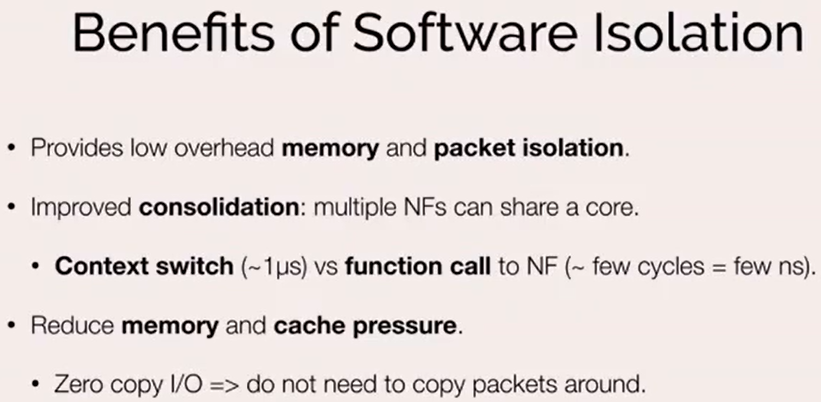 Benefits of Software Isolation
• Provides low overhead memory and packet isolation.
• Improved consolidation: multiple NFs can share a core.
• Context switch (~1μs) vs function call to NF (~ few cycles = few ns).
• Reduce memory and cache pressure.
• Zero copy I/O => do not need to copy packets around.